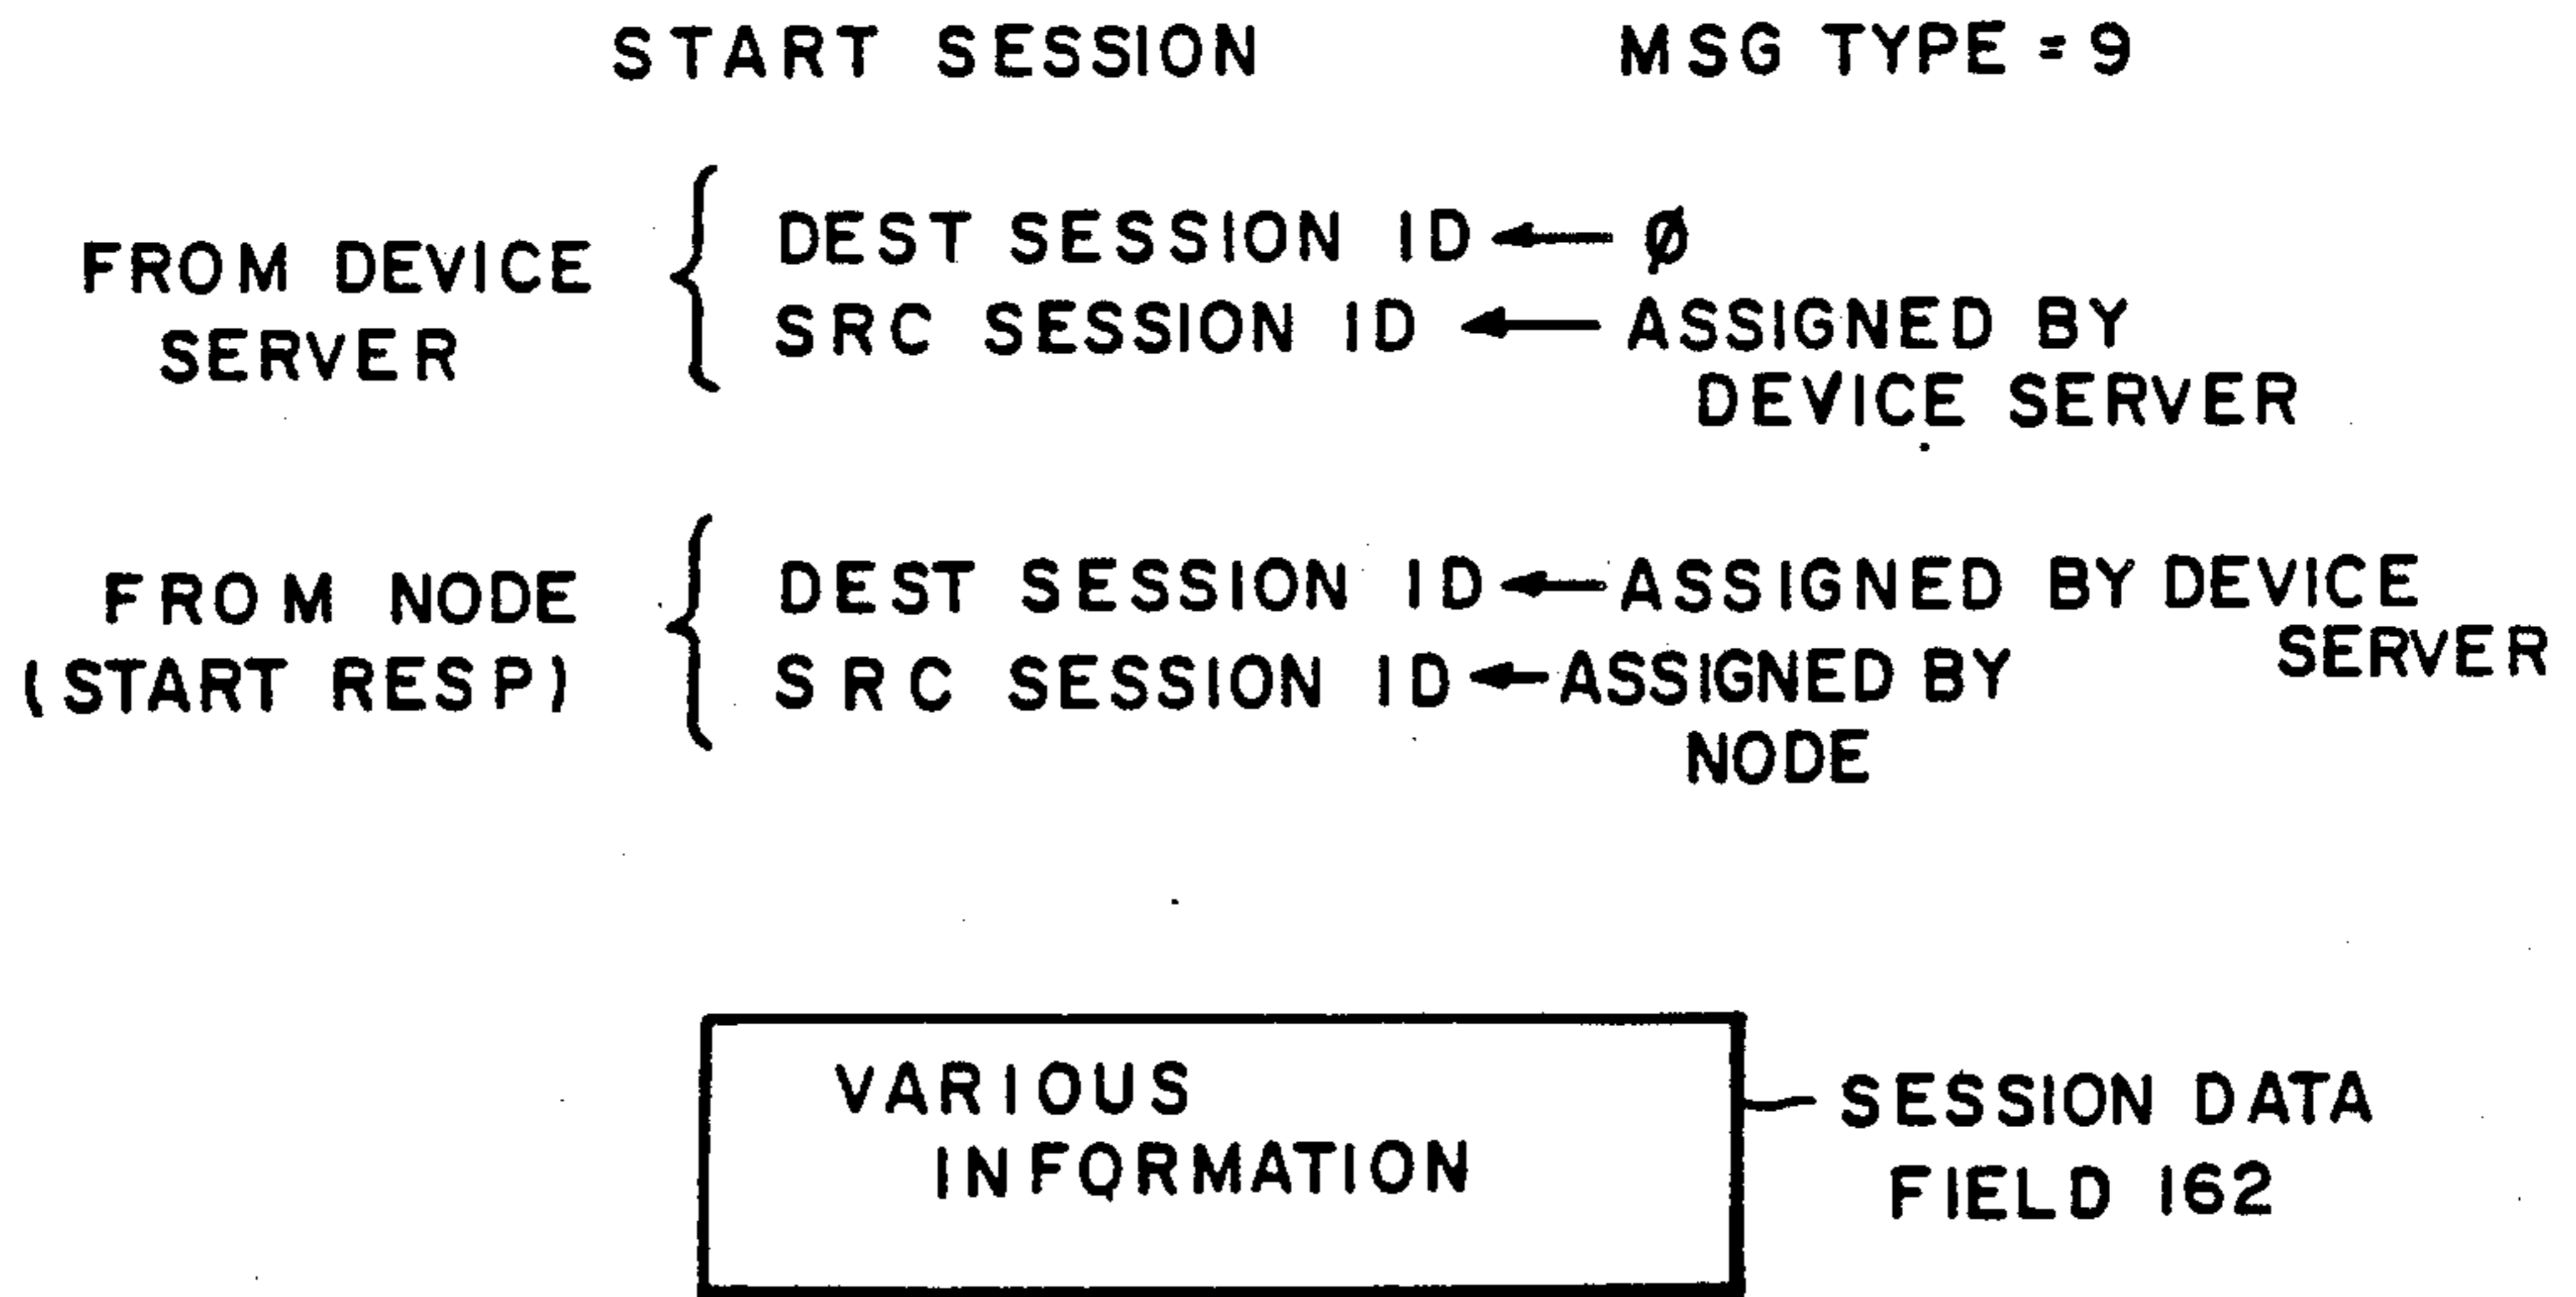 START SESSION MSG TYPE = 9
FROM DEVICE
SERVER
DEST SESSION ID ← Ø
SRC SESSION ID ← ASSIGNED BY
DEVICE SERVER
FROM NODE
(START RESP)
DEST SESSION ID ← ASSIGNED BY DEVICE
SERVER
SRC SESSION ID ← ASSIGNED BY
NODE
VARIOUS
INFORMATION
SESSION DATA
FIELD 162